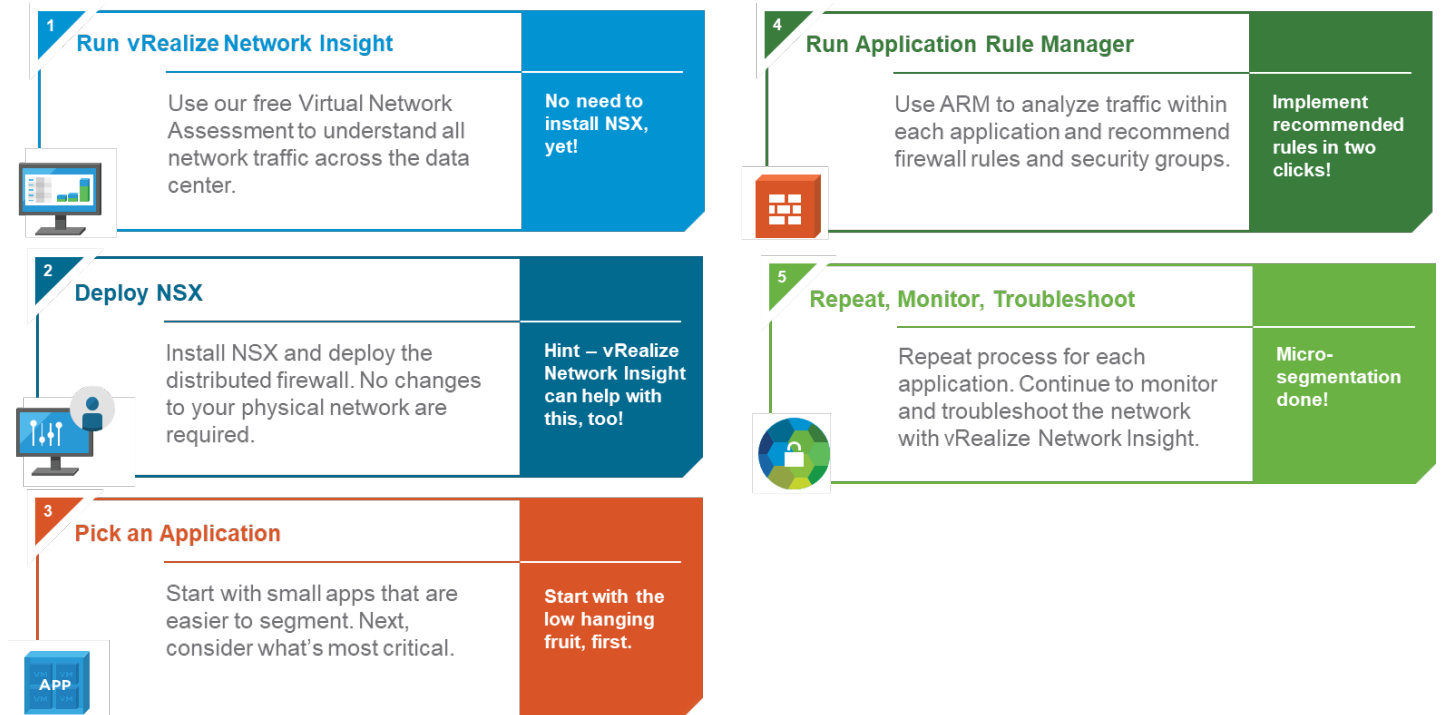 1
Run vRealize Network Insight
Use our free Virtual Network
Assessment to understand all
network traffic across the data
center.
No need to
install NSX,
yet!
2
Deploy NSX
Install NSX and deploy the
distributed firewall. No changes
to your physical network are
required.
Hint – vRealize
Network Insight
can help with
this, too!
3
Pick an Application
Start with small apps that are
easier to segment. Next,
consider what's most critical.
Start with the
low hanging
fruit, first.
VM VM
APP
VM VM
4
Run Application Rule Manager
Use ARM to analyze traffic within
each application and recommend
firewall rules and security groups.
Implement
recommended
rules in two
clicks!
5
Repeat, Monitor, Troubleshoot
Repeat process for each
application. Continue to monitor
and troubleshoot the network
with vRealize Network Insight.
Micro-
segmentation
done!